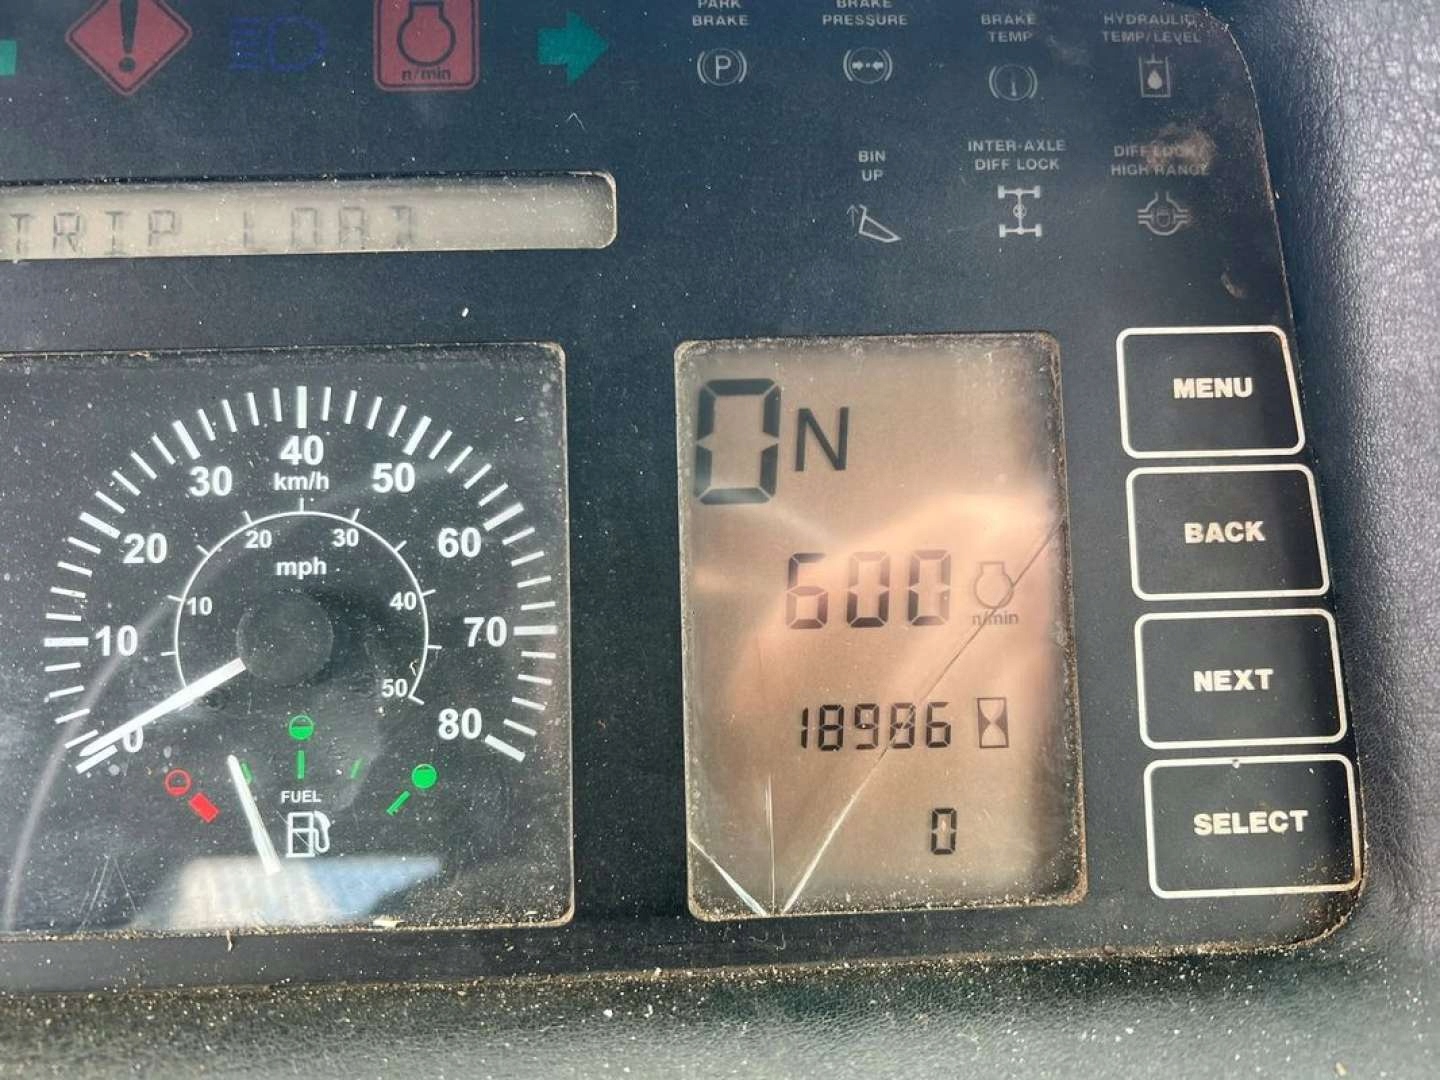 PARK
BRAKE
BRAKE
PRESSURE
BRAKE
TEMP
HYDRAULIC
TEMP/LEVEL
n/min
P
BIN
UP
INTER-AXLE
DIFF LOCK
DIFF LOCK/
HIGH RANGE
TRIP LOAD
0 10 20 30 40 50 60 70 80
km/h
10 20 30 40 50
mph
FUEL
0 N
600
n/min
18986
0
MENU
BACK
NEXT
SELECT